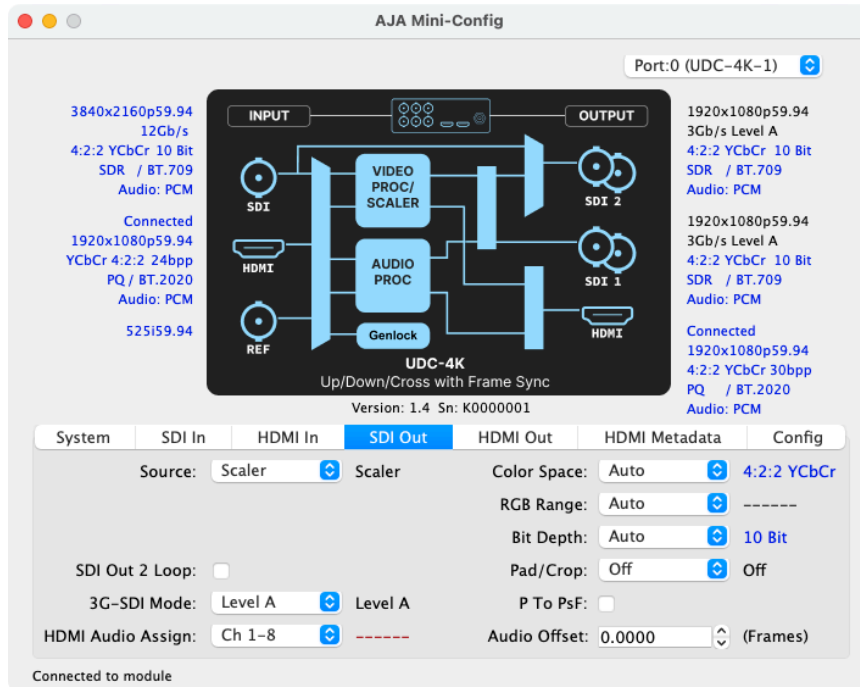 AJA Mini-Config
Port:0 (UDC-4K-1)
3840x2160p59.94
12Gb/s
4:2:2 YCbCr 10 Bit
SDR / BT.709
Audio: PCM
Connected
1920x1080p59.94
YCbCr 4:2:2 24bpp
PQ / BT.2020
Audio: PCM
525i59.94
INPUT
OUTPUT
SDI
HDMI
REF
VIDEO
PROC/
SCALER
AUDIO
PROC
Genlock
SDI 2
SDI 1
HDMI
UDC-4K
Up/Down/Cross with Frame Sync
1920x1080p59.94
3Gb/s Level A
4:2:2 YCbCr 10 Bit
SDR / BT.709
Audio: PCM
1920x1080p59.94
3Gb/s Level A
4:2:2 YCbCr 10 Bit
SDR / BT.709
Audio: PCM
Connected
1920x1080p59.94
4:2:2 YCbCr 30bpp
PQ / BT.2020
Audio: PCM
Version: 1.4 Sn: K0000001
System SDI In HDMI In SDI Out HDMI Out HDMI Metadata Config
Source: Scaler Scaler Color Space: Auto 4:2:2 YCbCr
RGB Range: Auto ------
Bit Depth: Auto 10 Bit
SDI Out 2 Loop: Pad/Crop: Off Off
3G-SDI Mode: Level A Level A P To PsF:
HDMI Audio Assign: Ch 1-8 ------ Audio Offset: 0.0000 (Frames)
Connected to module